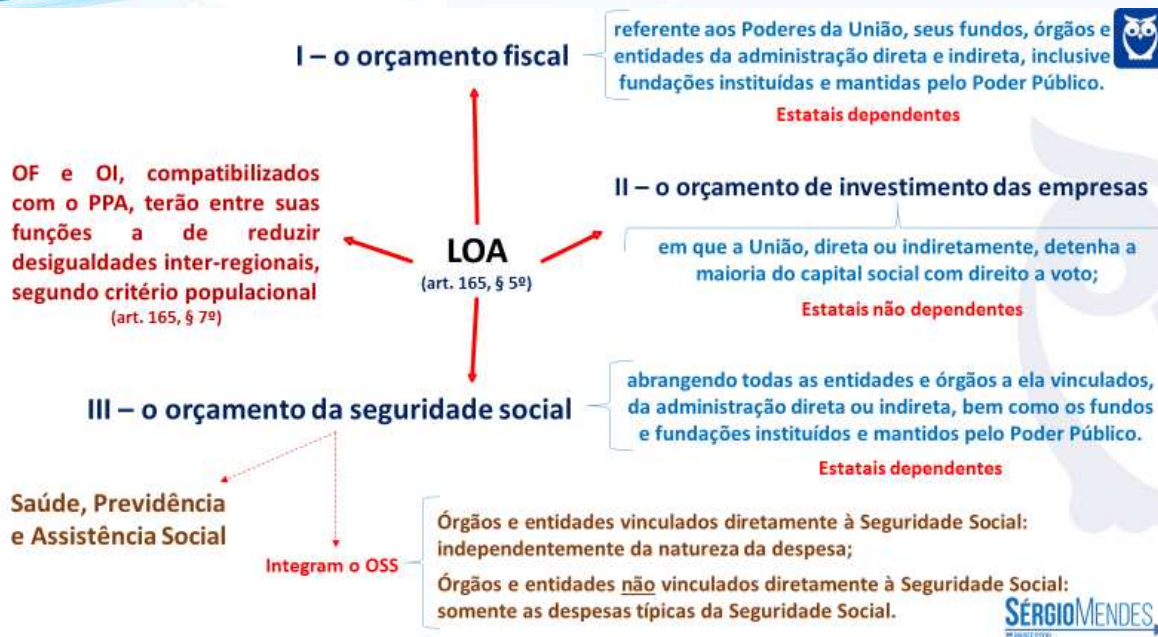 I – o orçamento fiscal
referente aos Poderes da União, seus fundos, órgãos e
entidades da administração direta e indireta, inclusive
fundações instituídas e mantidas pelo Poder Público.
Estatais dependentes
OF e OI, compatibilizados
com o PPA, terão entre suas
funções a de reduzir
desigualdades inter-regionais,
segundo critério populacional
(art. 165, § 7º)
LOA
(art. 165, § 5º)
II – o orçamento de investimento das empresas
em que a União, direta ou indiretamente, detenha a
maioria do capital social com direito a voto;
Estatais não dependentes
III – o orçamento da seguridade social
abrangendo todas as entidades e órgãos a ela vinculados,
da administração direta ou indireta, bem como os fundos
e fundações instituídos e mantidos pelo Poder Público.
Estatais dependentes
Saúde, Previdência
e Assistência Social
Integram o OSS
Órgãos e entidades vinculados diretamente à Seguridade Social:
independentemente da natureza da despesa;
Órgãos e entidades não vinculados diretamente à Seguridade Social:
somente as despesas típicas da Seguridade Social.
SÉRGIOMENDES